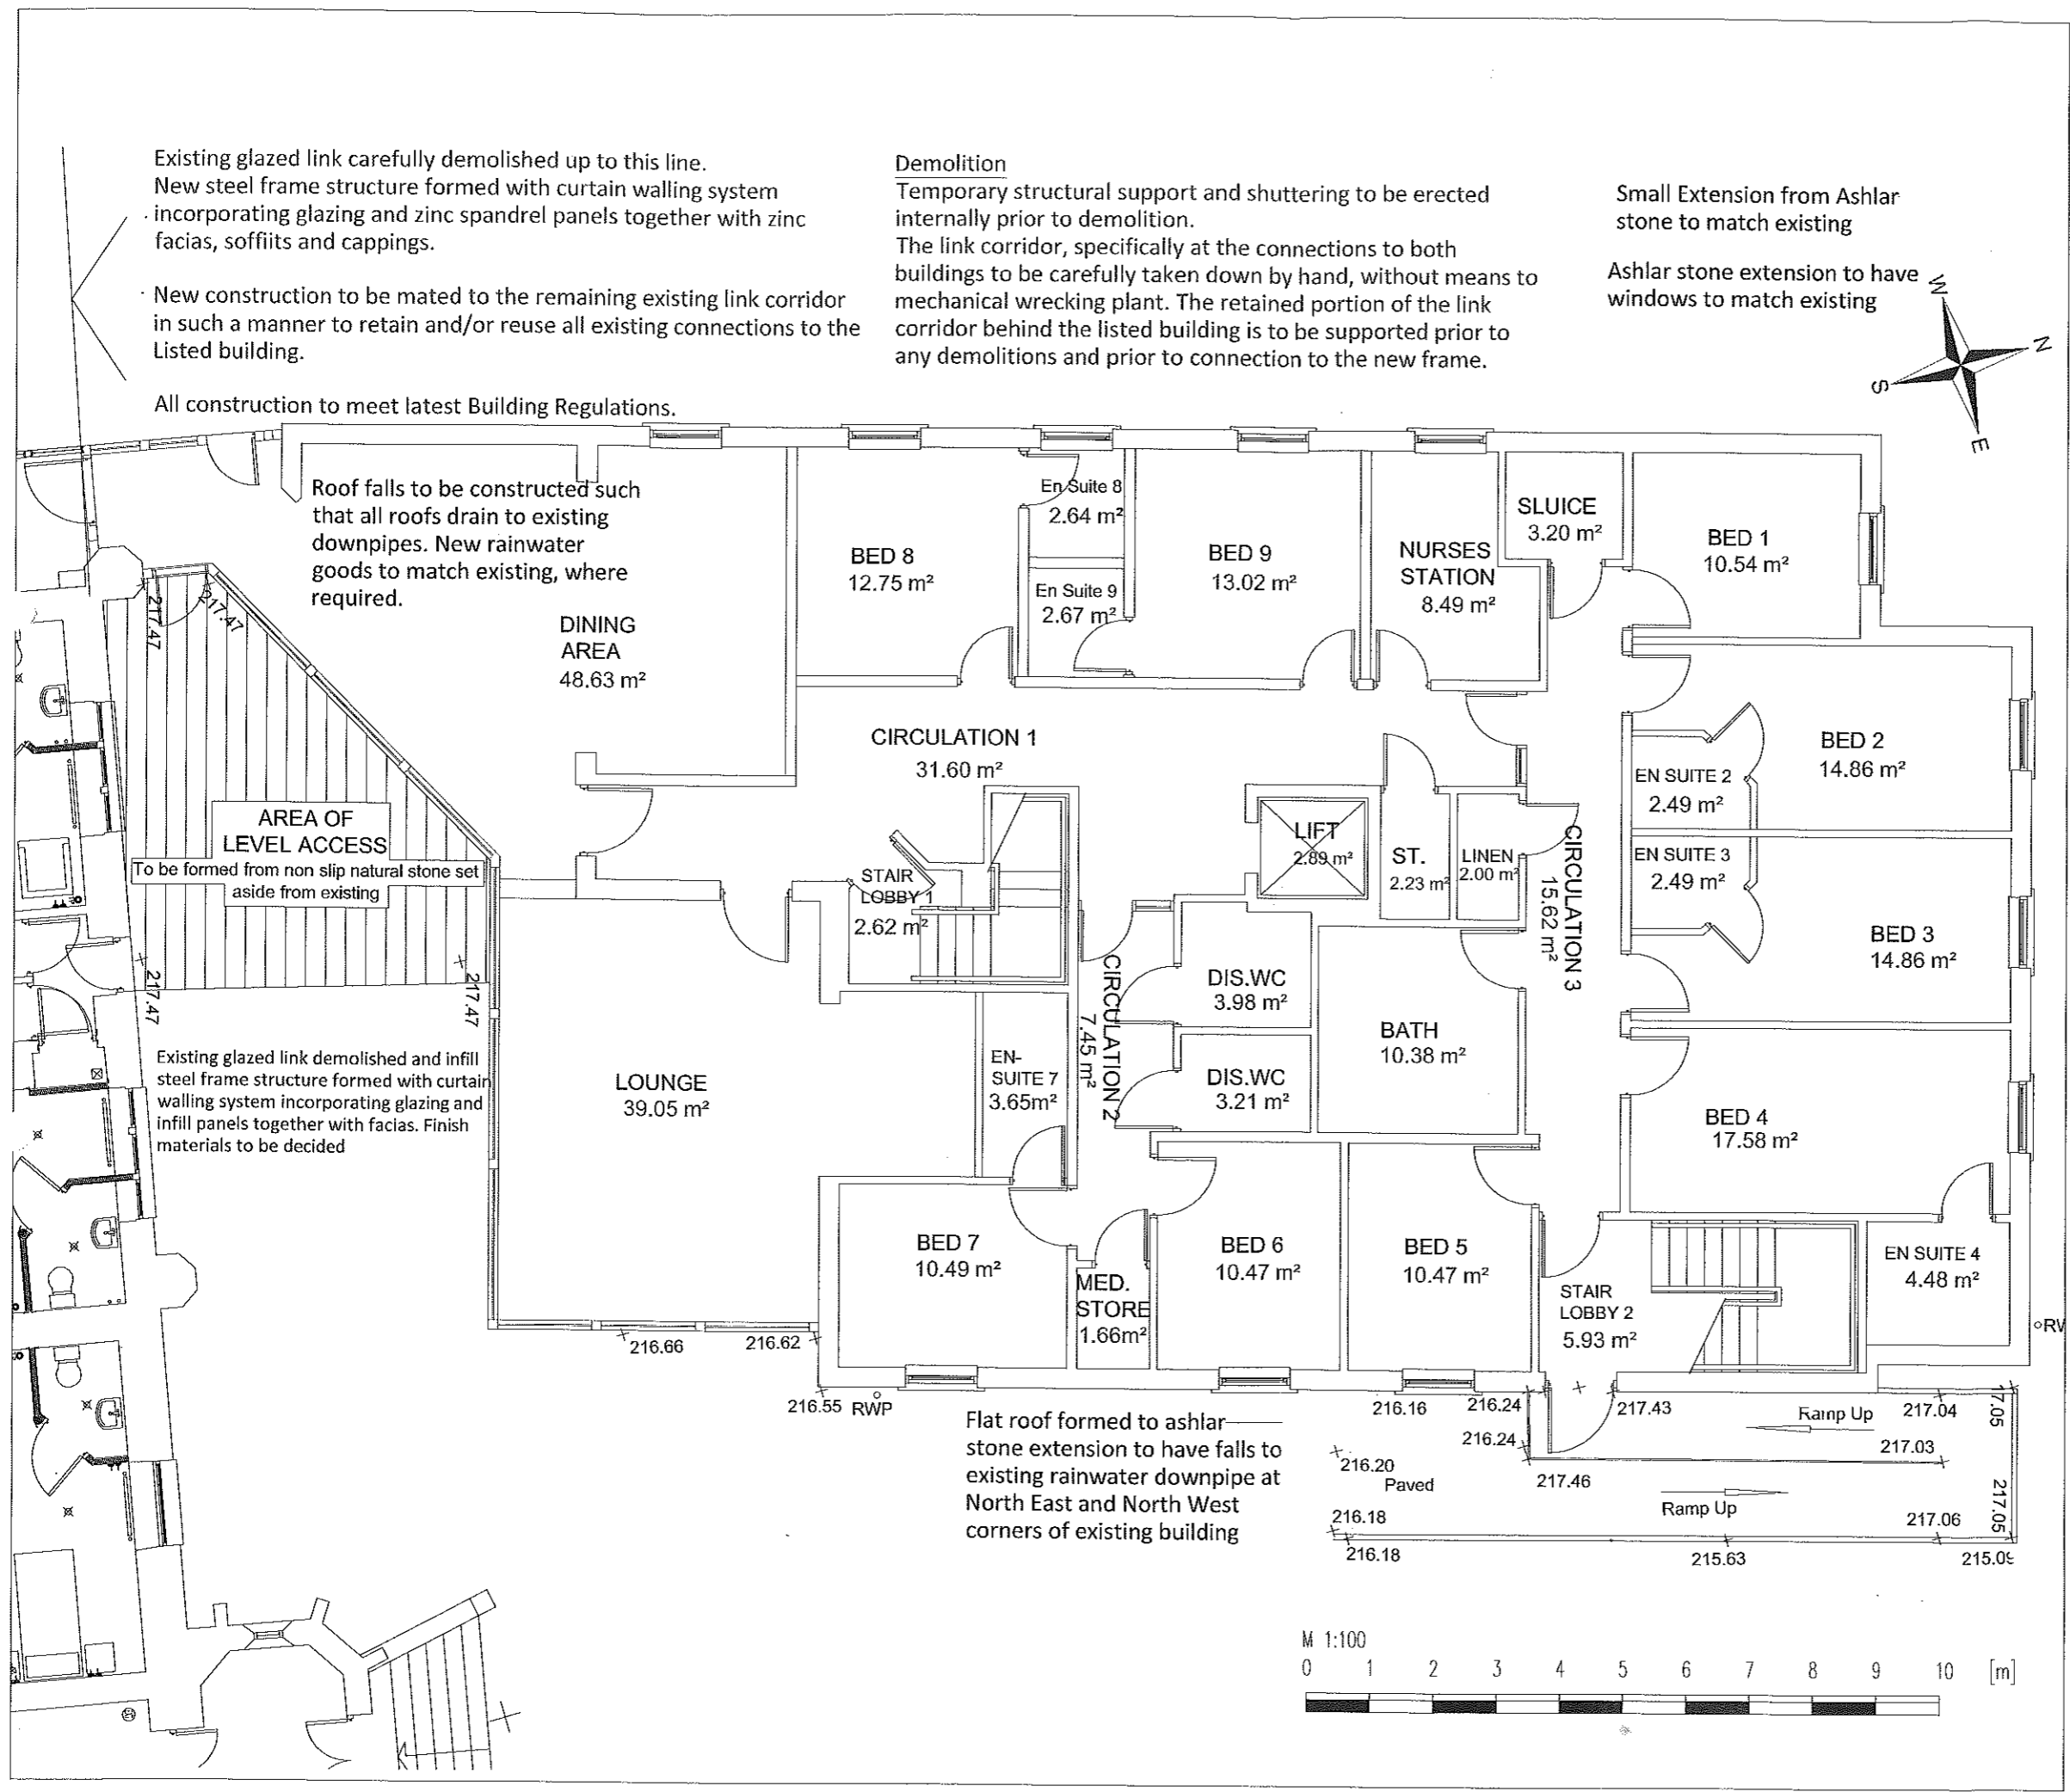 Existing glazed link carefully demolished up to this line.
New steel frame structure formed with curtain walling system
incorporating glazing and zinc spandrel panels together with zinc
facias, soffiits and cappings.
New construction to be mated to the remaining existing link corridor
in such a manner to retain and/or reuse all existing connections to the
Listed building.
All construction to meet latest Building Regulations.
Demolition
Temporary structural support and shuttering to be erected
internally prior to demolition.
The link corridor, specifically at the connections to both
buildings to be carefully taken down by hand, without means to
mechanical wrecking plant. The retained portion of the link
corridor behind the listed building is to be supported prior to
any demolitions and prior to connection to the new frame.
Small Extension from Ashlar
stone to match existing
Ashlar stone extension to have
windows to match existing
W
N
S
E
Roof falls to be constructed such
that all roofs drain to existing
downpipes. New rainwater
goods to match existing, where
required.
DINING
AREA
48.63 m²
BED 8
12.75 m²
En Suite 8
2.64 m²
En Suite 9
2.67 m²
BED 9
13.02 m²
NURSES
STATION
8.49 m²
SLUICE
3.20 m²
BED 1
10.54 m²
217.47
217.47
CIRCULATION 1
31.60 m²
BED 2
14.86 m²
EN SUITE 2
2.49 m²
AREA OF
LEVEL ACCESS
To be formed from non slip natural stone set
aside from existing
STAIR
LOBBY 1
2.62 m²
LIFT
2.89 m²
ST.
2.23 m²
LINEN
2.00 m²
CIRCULATION 3
15.62 m²
EN SUITE 3
2.49 m²
BED 3
14.86 m²
217.47
217.47
CIRCULATION 2
7.45 m²
DIS.WC
3.98 m²
BATH
10.38 m²
Existing glazed link demolished and infill
steel frame structure formed with curtain
walling system incorporating glazing and
infill panels together with facias. Finish
materials to be decided
LOUNGE
39.05 m²
EN-
SUITE 7
3.65m²
DIS.WC
3.21 m²
BED 4
17.58 m²
BED 7
10.49 m²
MED.
STORE
1.66m²
BED 6
10.47 m²
BED 5
10.47 m²
STAIR
LOBBY 2
5.93 m²
EN SUITE 4
4.48 m²
RW
216.66
216.62
216.55
RWP
216.16
216.24
217.43
Ramp Up
217.04
17.05
Flat roof formed to ashlar
stone extension to have falls to
existing rainwater downpipe at
North East and North West
corners of existing building
216.24
217.03
216.20
Paved
217.46
Ramp Up
217.05
216.18
217.06
216.18
215.63
215.09
M 1:100
0 1 2 3 4 5 6 7 8 9 10 [m]